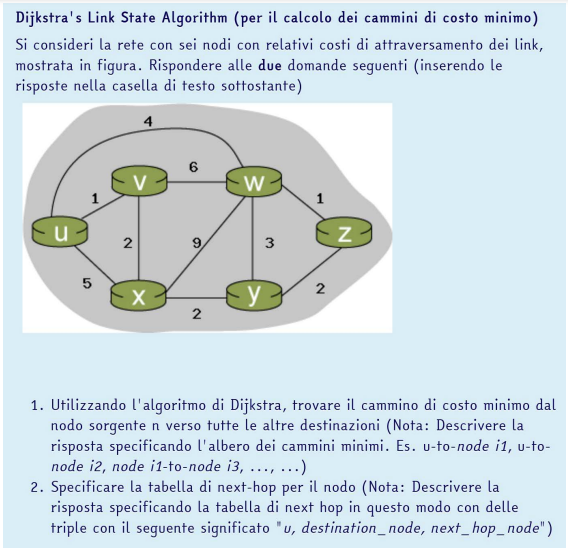 Dijkstra's Link State Algorithm (per il calcolo dei cammini di costo minimo)
Si consideri la rete con sei nodi con relativi costi di attraversamento dei link,
mostrata in figura. Rispondere alle due domande seguenti (inserendo le
risposte nella casella di testo sottostante)
4
6
v
w
1
1
u
2
9
3
z
5
x
y
2
2
1. Utilizzando l'algoritmo di Dijkstra, trovare il cammino di costo minimo dal
nodo sorgente n verso tutte le altre destinazioni (Nota: Descrivere la
risposta specificando l'albero dei cammini minimi. Es. u-to-node i1, u-to-
node i2, node i1-to-node i3, ..., ...)
2. Specificare la tabella di next-hop per il nodo (Nota: Descrivere la
risposta specificando la tabella di next hop in questo modo con delle
triple con il seguente significato "u, destination_node, next_hop_node")